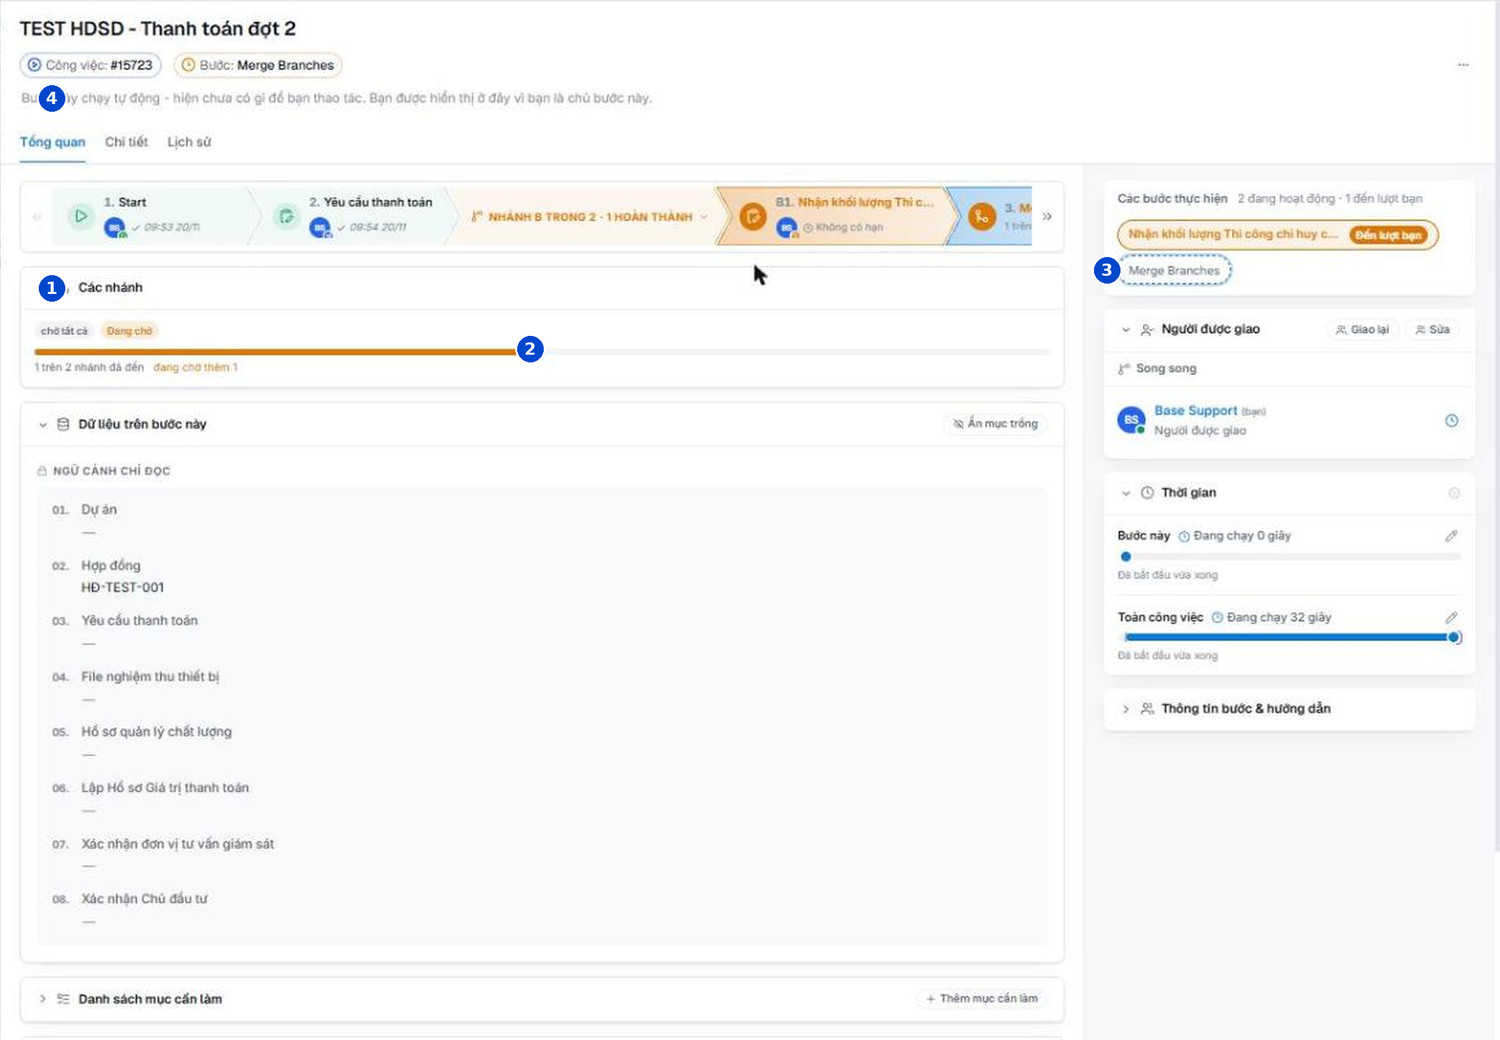 TEST HDSD - Thanh toán đợt 2
Công việc: #15723
Bước: Merge Branches
4
chạy tự động - hiện chưa có gì để bạn thao tác. Bạn được hiển thị ở đây vì bạn là chủ bước này.
Tổng quan
Chi tiết
Lịch sử
1. Start
BS 09:53 20/11
2. Yêu cầu thanh toán
BS 09:54 20/11
NHÁNH B TRONG 2 - 1 HOÀN THÀNH
B1. Nhận khối lượng Thi c...
BS Không có hạn
3. M
1 trên
1
Các nhánh
chờ tất cả
Đang chờ
2
1 trên 2 nhánh đã đến
đang chờ thêm 1
Dữ liệu trên bước này
Ẩn mục trống
NGỮ CẢNH CHỈ ĐỌC
01. Dự án
—
02. Hợp đồng
HĐ-TEST-001
03. Yêu cầu thanh toán
—
04. File nghiệm thu thiết bị
—
05. Hồ sơ quản lý chất lượng
—
06. Lập Hồ sơ Giá trị thanh toán
—
07. Xác nhận đơn vị tư vấn giám sát
—
08. Xác nhận Chủ đầu tư
—
Danh sách mục cần làm
+ Thêm mục cần làm
Các bước thực hiện
2 đang hoạt động · 1 đến lượt bạn
Nhận khối lượng Thi công chỉ huy c...
Đến lượt bạn
3
Merge Branches
Người được giao
Giao lại
Sửa
Song song
BS
Base Support (bạn)
Người được giao
Thời gian
Bước này
Đang chạy 0 giây
Đã bắt đầu vừa xong
Toàn công việc
Đang chạy 32 giây
Đã bắt đầu vừa xong
Thông tin bước & hướng dẫn